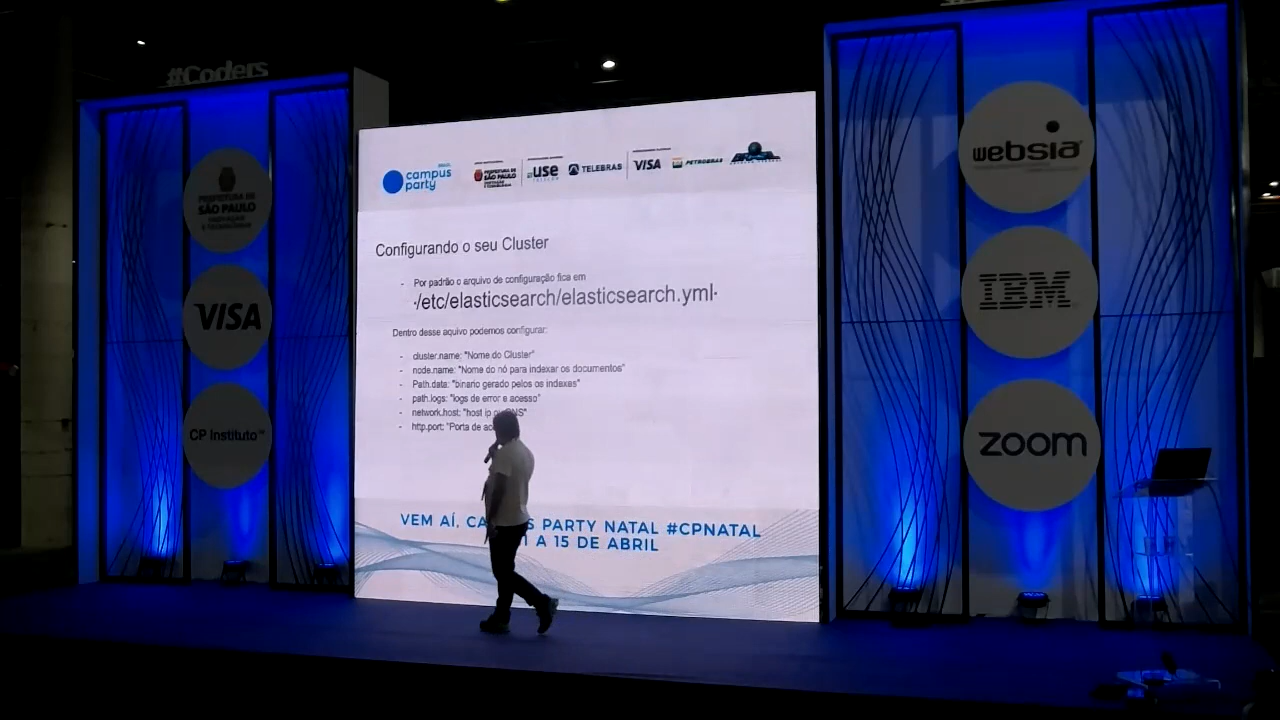 #Coders
PREFEITURA DE
SÃO PAULO
VISA
CP Instituto
BRASIL
campus
party
PREFEITURA DE
SÃO PAULO
use
TELECOM
TELEBRAS
VISA
PETROBRAS
Configurando o seu Cluster
- Por padrão o arquivo de configuração fica em
"/etc/elasticsearch/elasticsearch.yml"
Dentro desse aquivo podemos configurar:
- cluster.name: "Nome do Cluster"
- node.name: "Nome do nó para indexar os documentos"
- Path.data: "binario gerado pelos os indexes"
- path.logs: "logs de error e acesso"
- network.host: "host ip NS"
- http.port: "Porta de
VEM AÍ, CA S PARTY NATAL #CPNATAL
1 A 15 DE ABRIL
websia
IBM
zoom